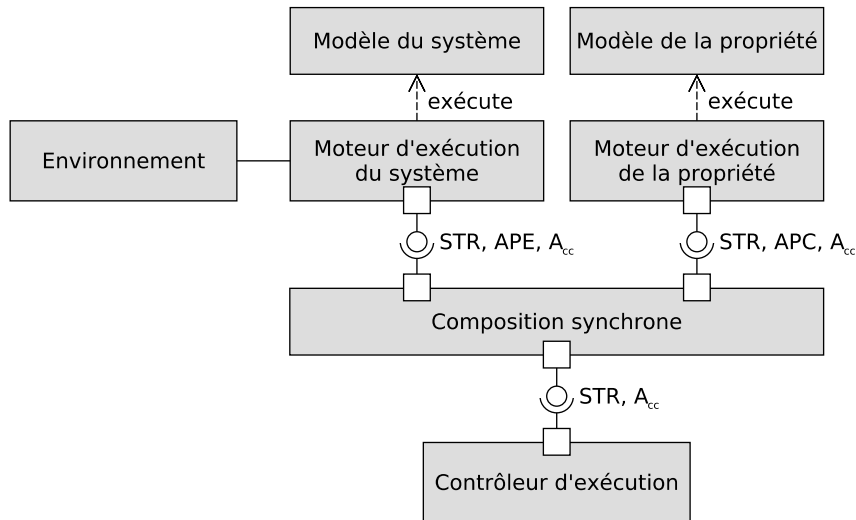 Modèle du système
Modèle de la propriété
exécute
exécute
Environnement
Moteur d'exécution
du système
Moteur d'exécution
de la propriété
STR, APE, Acc
STR, APC, Acc
Composition synchrone
STR, Acc
Contrôleur d'exécution